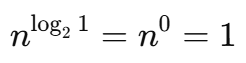 $n^{\log_2 1} = n^0 = 1$